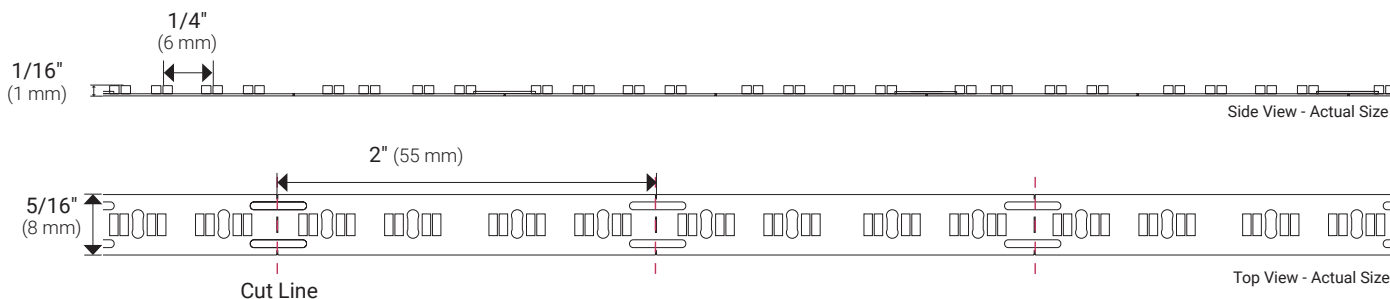 1/4"
(6 mm)
1/16"
(1 mm)
Side View - Actual Size
2" (55 mm)
5/16"
(8 mm)
Top View - Actual Size
Cut Line